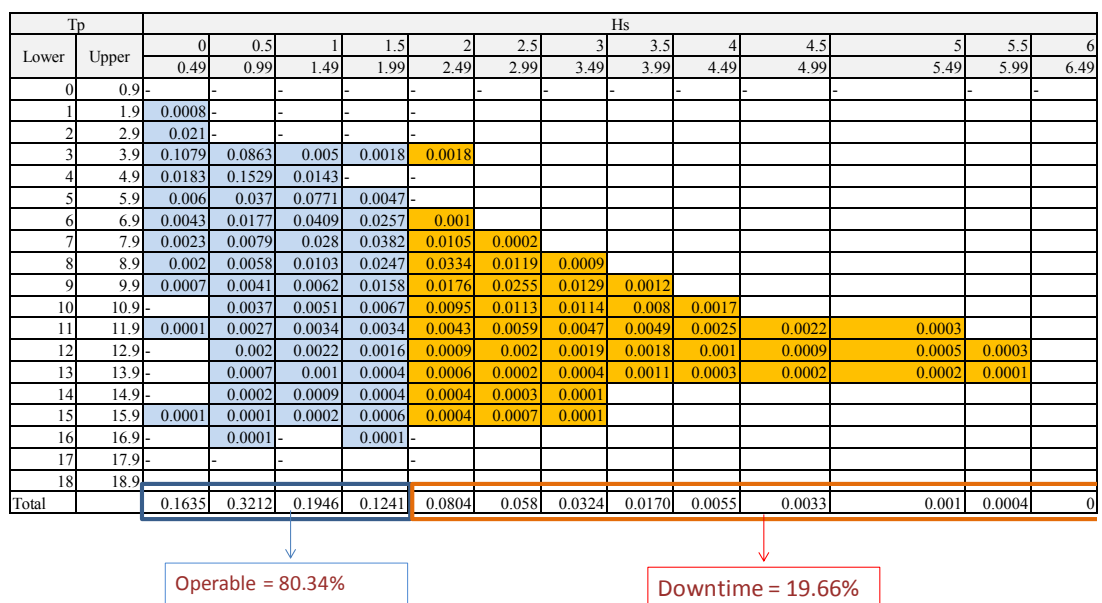 Tp Hs
Lower Upper 0 0.5 1 1.5 2 2.5 3 3.5 4 4.5 5 5.5 6
0.49 0.99 1.49 1.99 2.49 2.99 3.49 3.99 4.49 4.99 5.49 5.99 6.49
0 0.9 - - - - - - - - - - - - -
1 1.9 0.0008 - - - -
2 2.9 0.021 - - - -
3 3.9 0.1079 0.0863 0.005 0.0018 0.0018
4 4.9 0.0183 0.1529 0.0143 - -
5 5.9 0.006 0.037 0.0771 0.0047 -
6 6.9 0.0043 0.0177 0.0409 0.0257 0.001
7 7.9 0.0023 0.0079 0.028 0.0382 0.0105 0.0002
8 8.9 0.002 0.0058 0.0103 0.0247 0.0334 0.0119 0.0009
9 9.9 0.0007 0.0041 0.0062 0.0158 0.0176 0.0255 0.0129 0.0012
10 10.9 - 0.0037 0.0051 0.0067 0.0095 0.0113 0.0114 0.008 0.0017
11 11.9 0.0001 0.0027 0.0034 0.0034 0.0043 0.0059 0.0047 0.0049 0.0025 0.0022 0.0003
12 12.9 - 0.002 0.0022 0.0016 0.0009 0.002 0.0019 0.0018 0.001 0.0009 0.0005 0.0003
13 13.9 - 0.0007 0.001 0.0004 0.0006 0.0002 0.0004 0.0011 0.0003 0.0002 0.0002 0.0001
14 14.9 - 0.0002 0.0009 0.0004 0.0004 0.0003 0.0001
15 15.9 0.0001 0.0001 0.0002 0.0006 0.0004 0.0007 0.0001
16 16.9 - 0.0001 - 0.0001 -
17 17.9 - - - -
18 18.9
Total 0.1635 0.3212 0.1946 0.1241 0.0804 0.058 0.0324 0.0170 0.0055 0.0033 0.001 0.0004 0
Operable = 80.34% Downtime = 19.66%